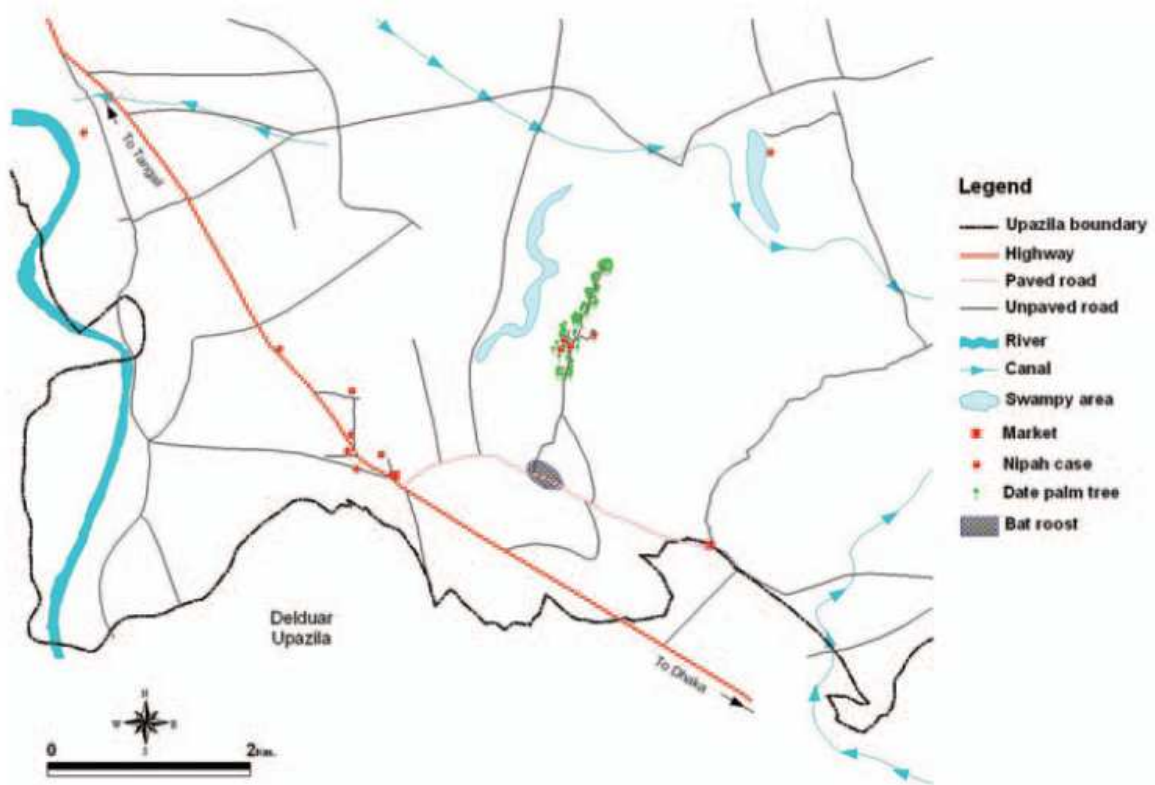 To Tangail
Legend
Upazila boundary
Highway
Paved road
Unpaved road
River
Canal
Swampy area
Market
Nipah case
Date palm tree
Bat roost
Delduar
Upazila
To Dhaka
N
W
E
S
0
2Km.